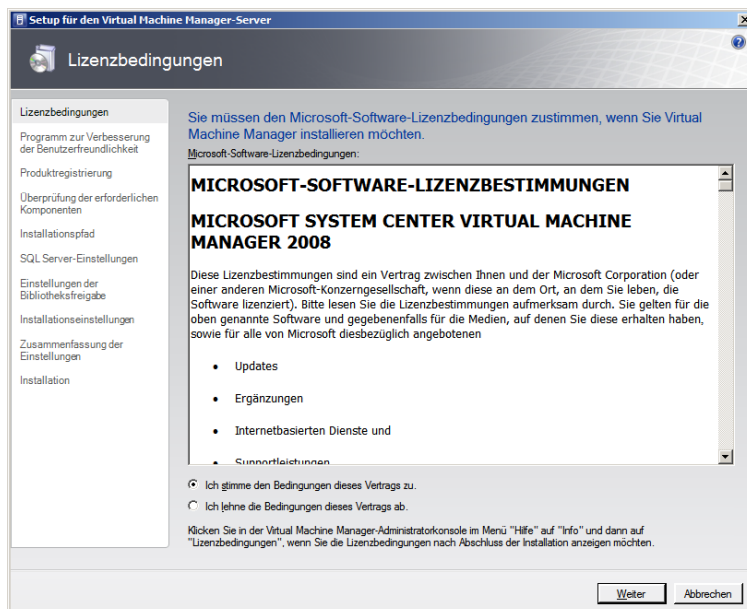 Setup für den Virtual Machine Manager-Server
Lizenzbedingungen
Lizenzbedingungen
Programm zur Verbesserung
der Benutzerfreundlichkeit
Produktregistrierung
Überprüfung der erforderlichen
Komponenten
Installationspfad
SQL Server-Einstellungen
Einstellungen der
Bibliotheksfreigabe
Installationseinstellungen
Zusammenfassung der
Einstellungen
Installation
Sie müssen den Microsoft-Software-Lizenzbedingungen zustimmen, wenn Sie Virtual
Machine Manager installieren möchten.
Microsoft-Software-Lizenzbedingungen:
MICROSOFT-SOFTWARE-LIZENZBESTIMMUNGEN
MICROSOFT SYSTEM CENTER VIRTUAL MACHINE
MANAGER 2008
Diese Lizenzbestimmungen sind ein Vertrag zwischen Ihnen und der Microsoft Corporation (oder
einer anderen Microsoft-Konzerngesellschaft, wenn diese an dem Ort, an dem Sie leben, die
Software lizenziert). Bitte lesen Sie die Lizenzbestimmungen aufmerksam durch. Sie gelten für die
oben genannte Software und gegebenenfalls für die Medien, auf denen Sie diese erhalten haben,
sowie für alle von Microsoft diesbezüglich angebotenen
• Updates
• Ergänzungen
• Internetbasierten Dienste und
• Supportleistungen
Ich stimme den Bedingungen dieses Vertrags zu.
Ich lehne die Bedingungen dieses Vertrags ab.
Klicken Sie in der Virtual Machine Manager-Administratorkonsole im Menü "Hilfe" auf "Info" und dann auf
"Lizenzbedingungen", wenn Sie die Lizenzbedingungen nach Abschluss der Installation anzeigen möchten.
Weiter
Abbrechen